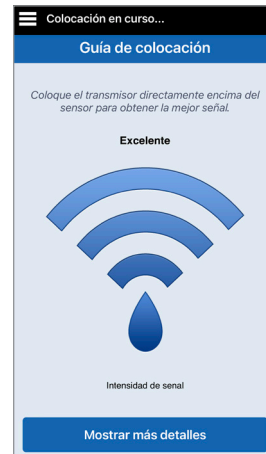 Colocación en curso...
Guía de colocación
Coloque el transmisor directamente encima del
sensor para obtener la mejor señal.
Excelente
Intensidad de senal
Mostrar más detalles